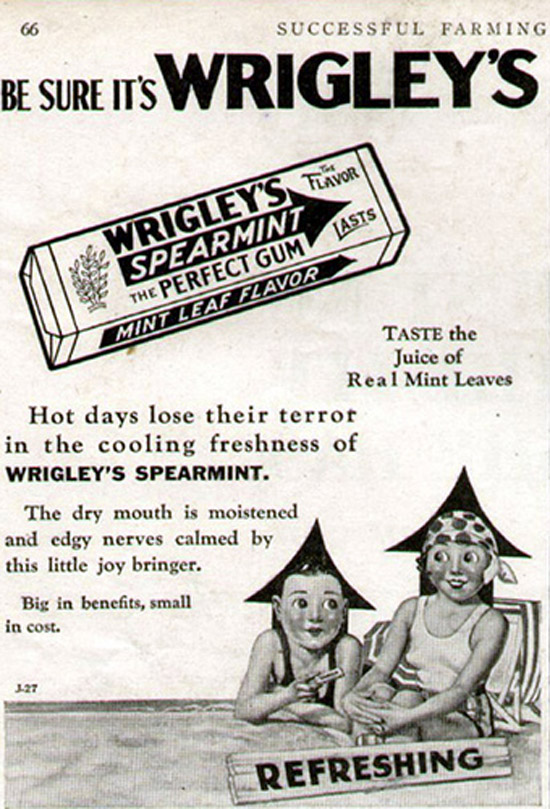 66
SUCCESSFUL FARMING
BE SURE IT'S WRIGLEY'S
WRIGLEY'S
SPEARMINT
THE PERFECT GUM
MINT LEAF FLAVOR
THE FLAVOR
LASTS
TASTE the
Juice of
Real Mint Leaves
Hot days lose their terror
in the cooling freshness of
WRIGLEY'S SPEARMINT.
The dry mouth is moistened
and edgy nerves calmed by
this little joy bringer.
Big in benefits, small
in cost.
J-27
REFRESHING